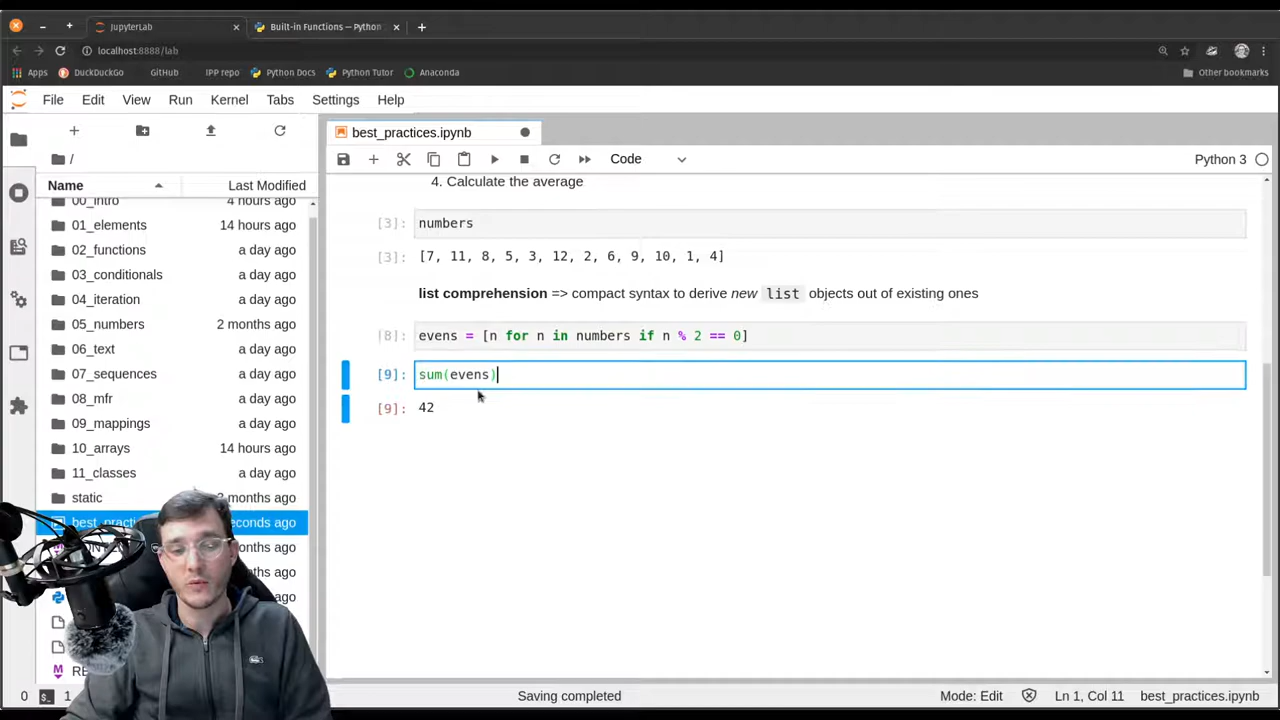 JupyterLab
Built-in Functions — Python
localhost:8888/lab
Apps DuckDuckGo GitHub IPP repo Python Docs Python Tutor Anaconda Other bookmarks
File Edit View Run Kernel Tabs Settings Help
best_practices.ipynb
/
Code Python 3
Name Last Modified
00_intro 4 hours ago
01_elements 14 hours ago
02_functions a day ago
03_conditionals a day ago
04_iteration a day ago
05_numbers 2 months ago
06_text a day ago
07_sequences a day ago
08_mfr a day ago
09_mappings a day ago
10_arrays 14 hours ago
11_classes a day ago
static months ago
best_practi econds ago
onths ago
ago
ago
4. Calculate the average
[3]: numbers
[3]: [7, 11, 8, 5, 3, 12, 2, 6, 9, 10, 1, 4]
list comprehension => compact syntax to derive new list objects out of existing ones
[8]: evens = [n for n in numbers if n % 2 == 0]
[9]: sum(evens)
[9]: 42
0 1 Saving completed Mode: Edit Ln 1, Col 11 best_practices.ipynb